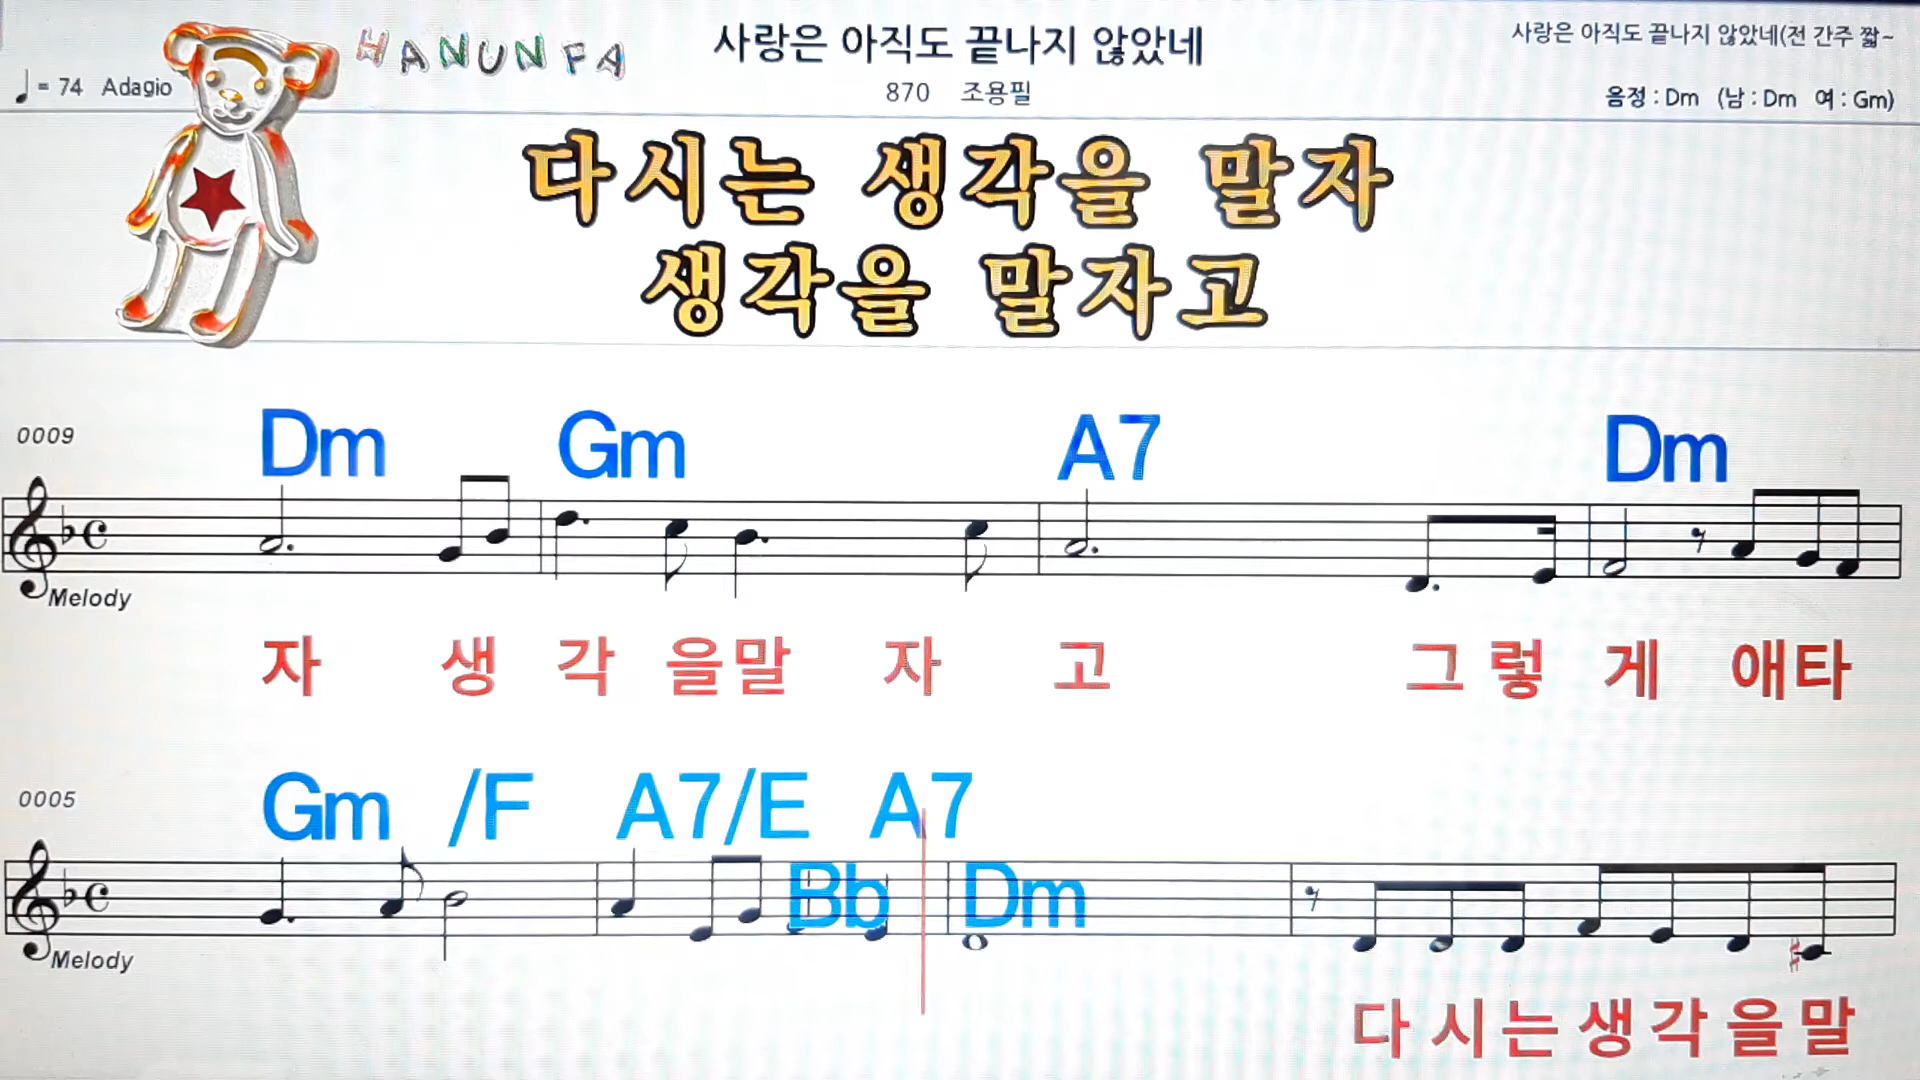 HANUNFA
사랑은 아직도 끝나지 않았네
사랑은 아직도 끝나지 않았네(전 간주 짧~
♩ = 74 Adagio
870 조용필
음정 : Dm (남 : Dm 여 : Gm)
다시는 생각을 말자
생각을 말자고
0009
Dm Gm A7 Dm
Melody
자 생 각 을말 자 고 그 렇 게 애타
0005
Gm /F A7/E A7
Bb Dm
Melody
다 시 는 생 각 을 말